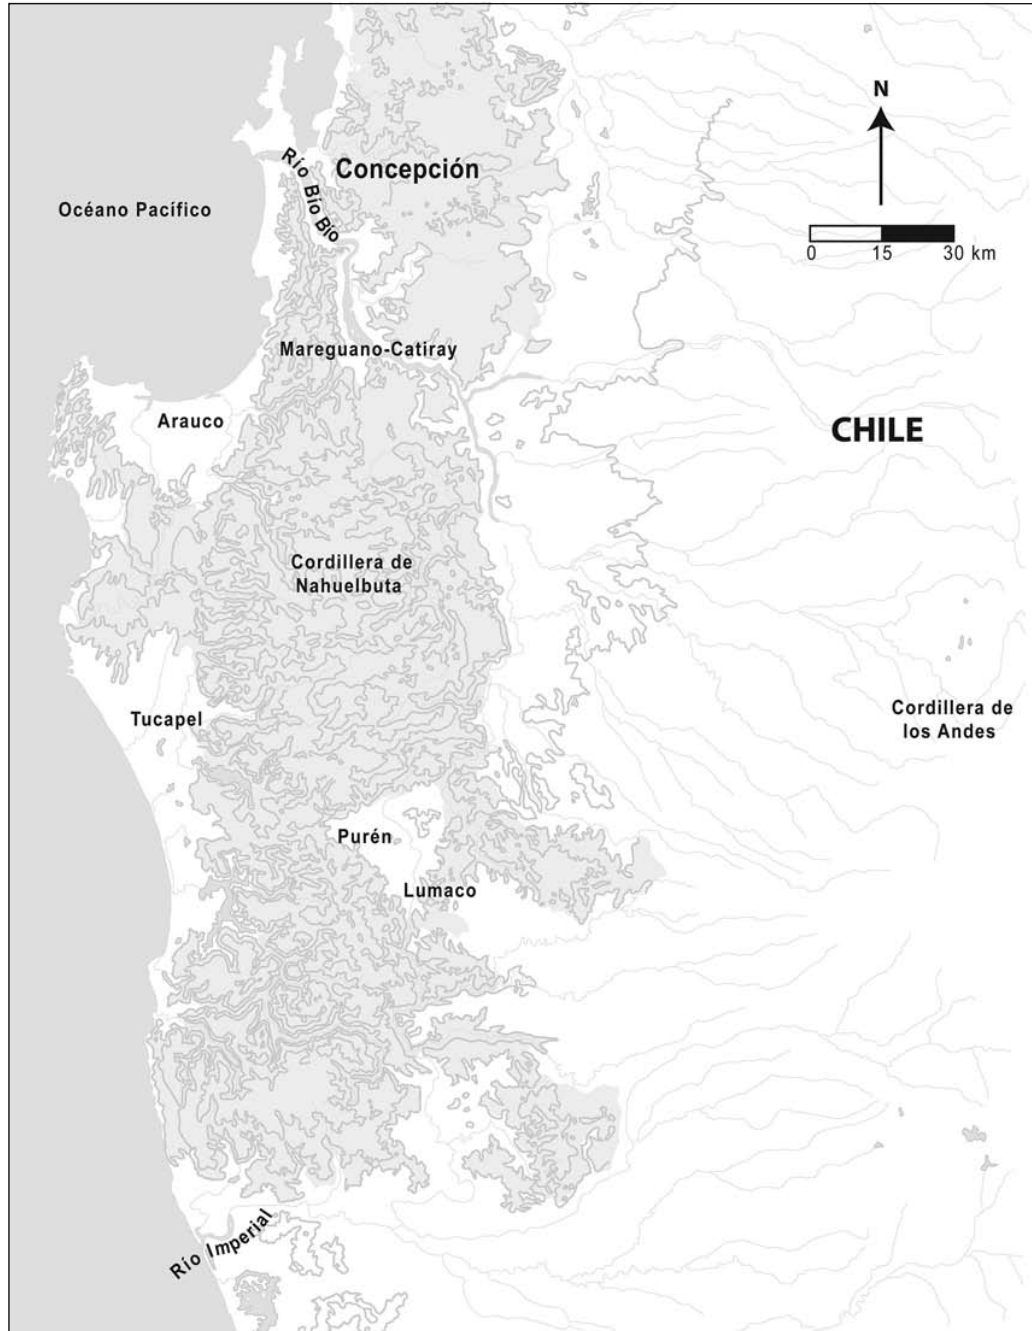 N
Río Bío Bío
Concepción
Océano Pacífico
0 15 30 km
Mareguano-Catiray
Arauco
CHILE
Cordillera de
Nahuelbuta
Tucapel
Cordillera de
los Andes
Purén
Lumaco
Río Imperial